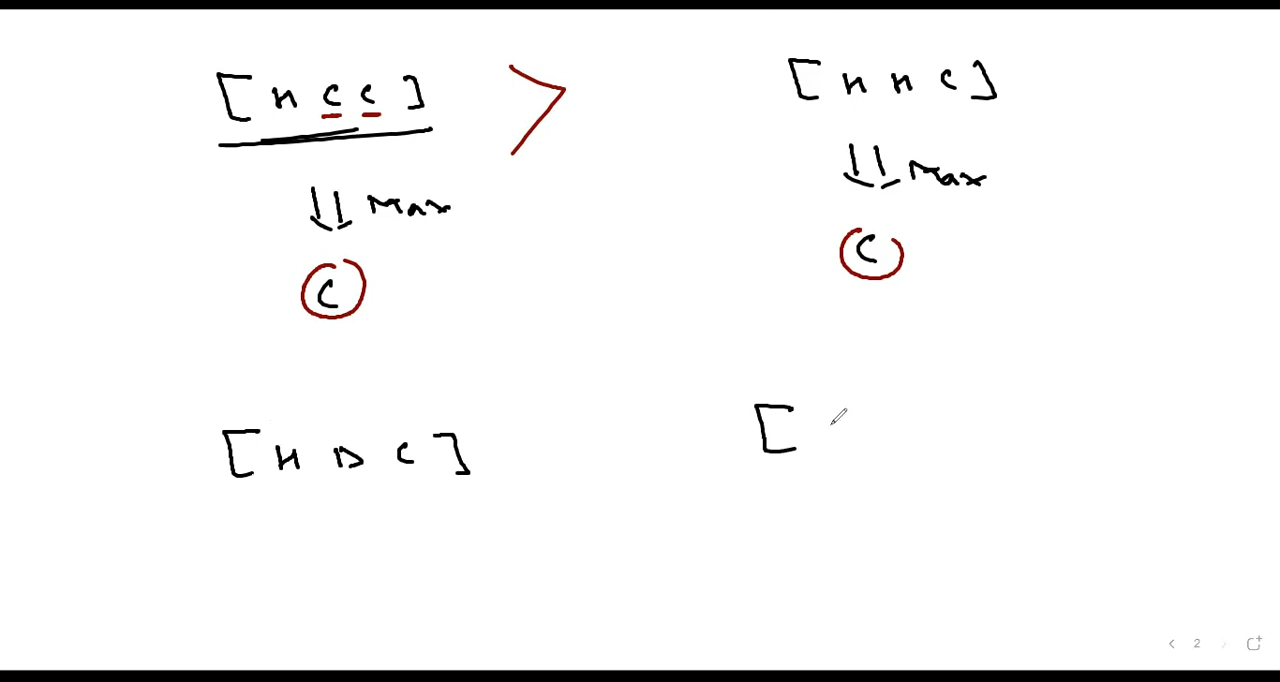 [ H C C ] >
⇓ Max
C
[ H H C ]
⇓ Max
C
[ H D C ]
[
2